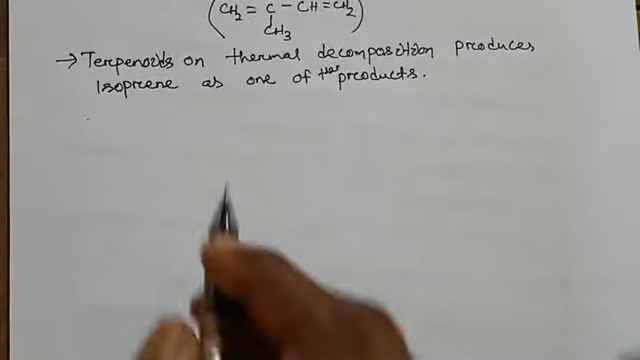 (CH2 = C - CH = CH2)
CH3
→ Terpenoids on thermal decomposition produces
Isoprene as one of the products.